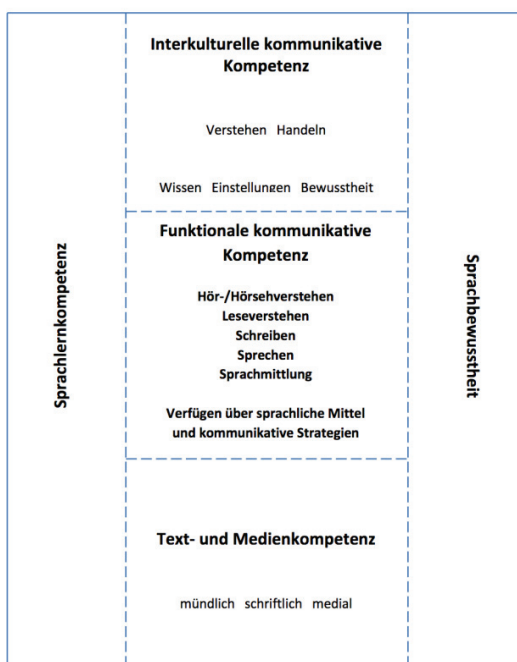 Interkulturelle kommunikative
Kompetenz
Verstehen Handeln
Wissen Einstellungen Bewusstheit
Funktionale kommunikative
Kompetenz
Hör-/Hörsehverstehen
Leseverstehen
Schreiben
Sprechen
Sprachmittlung
Verfügen über sprachliche Mittel
und kommunikative Strategien
Text- und Medienkompetenz
mündlich schriftlich medial
Sprachlernkompetenz
Sprachbewusstheit